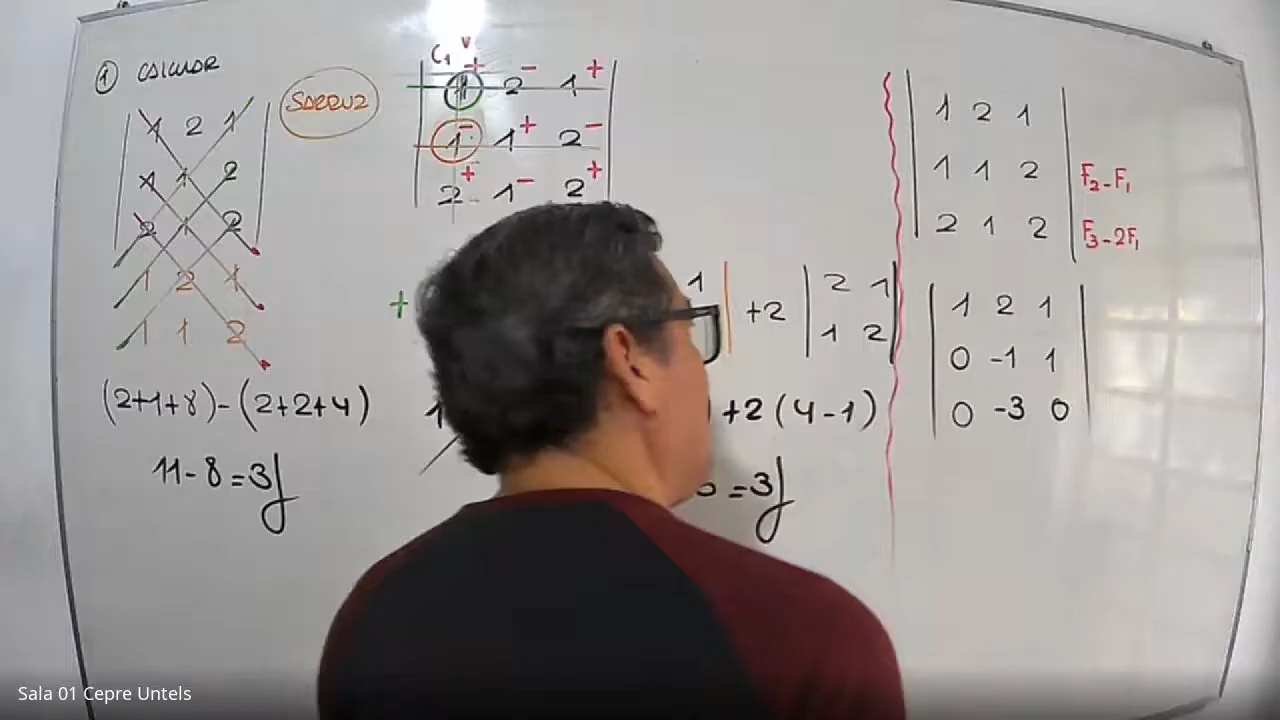 ① CALCULAR
SARRUZ
1 2 1
1 1 2
2 1 2
1 2 1
1 1 2
(2+1+8)-(2+2+4)
11-8=3
C₁
1⁺ 2⁻ 1⁺
1⁻ 1⁺ 2⁻
2⁺ 1⁻ 2⁺
+
1
+2 | 2 1 |
| 1 2 |
1
+2(4-1)
=3
1 2 1
1 1 2 F₂-F₁
2 1 2 F₃-2F₁
1 2 1
0 -1 1
0 -3 0
Sala 01 Cepre Untels